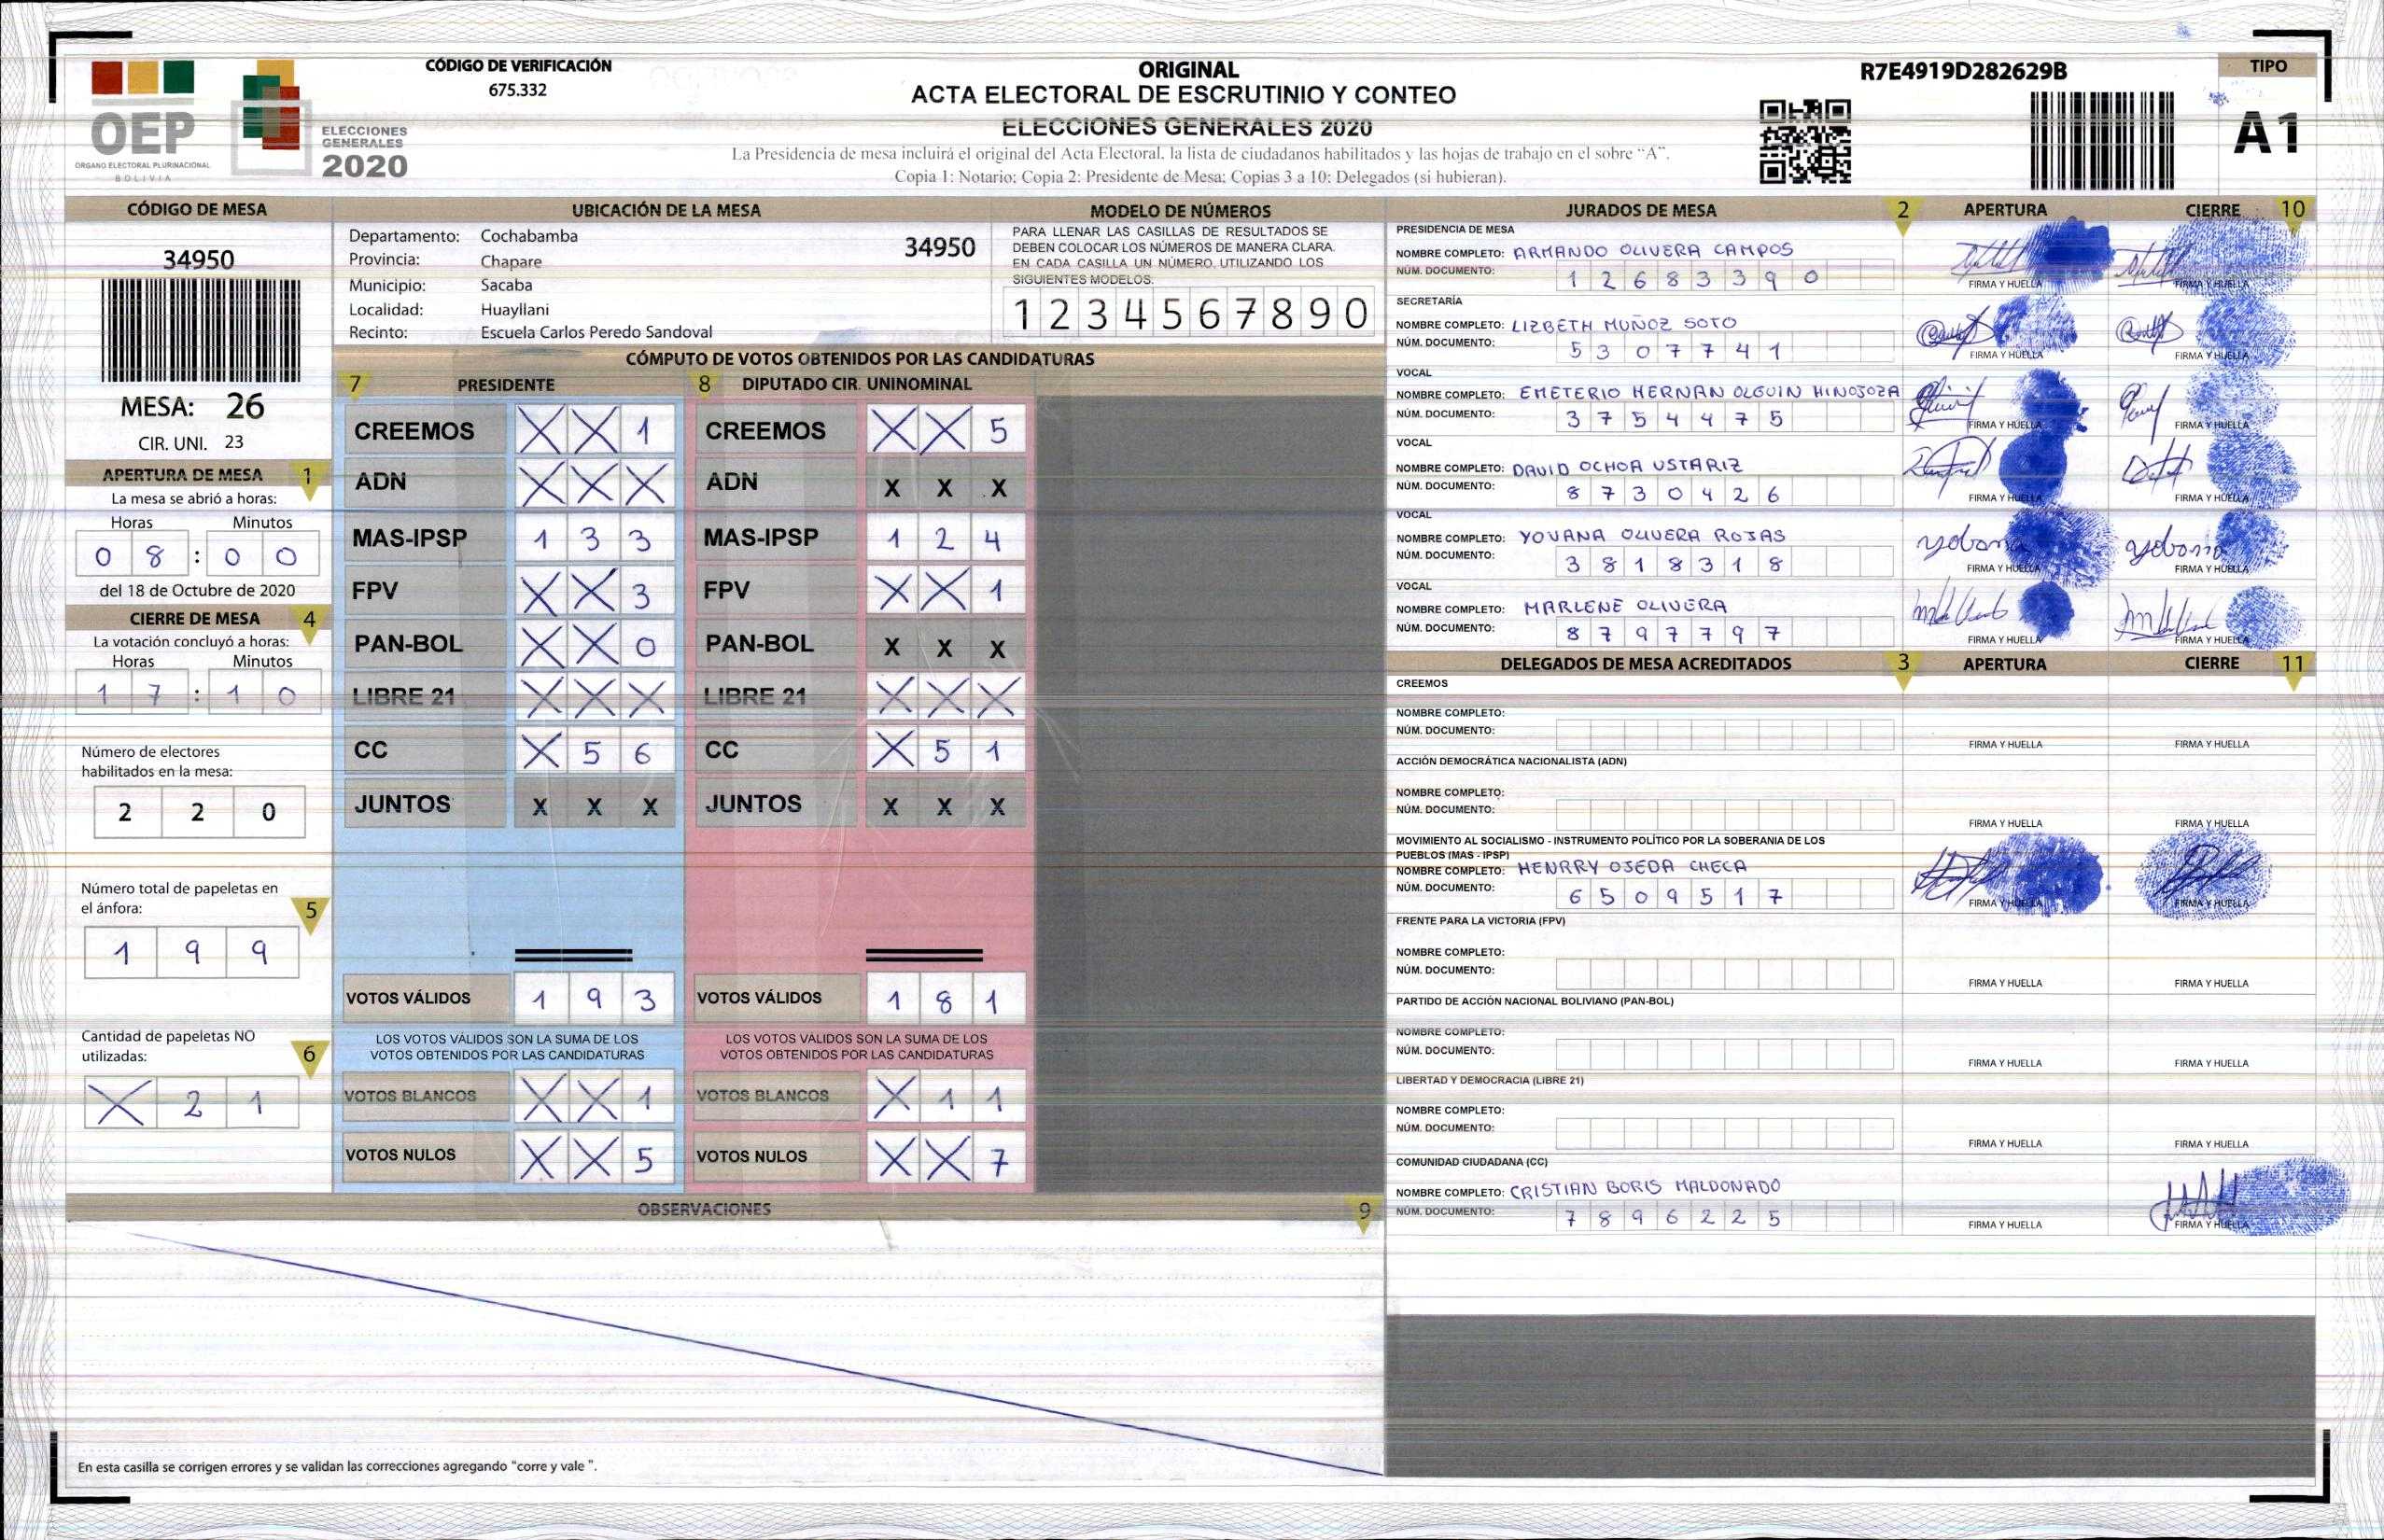 OEP
ÓRGANO ELECTORAL PLURINACIONAL
BOLIVIA
ELECCIONES
GENERALES
2020
CÓDIGO DE VERIFICACIÓN
675.332
ORIGINAL
ACTA ELECTORAL DE ESCRUTINIO Y CONTEO
ELECCIONES GENERALES 2020
La Presidencia de mesa incluirá el original del Acta Electoral, la lista de ciudadanos habilitados y las hojas de trabajo en el sobre “A”.
Copia 1: Notario; Copia 2: Presidente de Mesa; Copias 3 a 10: Delegados (si hubieran).
R7E4919D282629B
TIPO
A1
CÓDIGO DE MESA
34950
MESA: 26
CIR. UNI. 23
APERTURA DE MESA 1
La mesa se abrió a horas:
Horas Minutos
0 8 : 0 0
del 18 de Octubre de 2020
CIERRE DE MESA 4
La votación concluyó a horas:
Horas Minutos
1 7 : 1 0
Número de electores
habilitados en la mesa:
2 2 0
Número total de papeletas en
el ánfora: 5
1 9 9
Cantidad de papeletas NO
utilizadas: 6
X 2 1
UBICACIÓN DE LA MESA
Departamento: Cochabamba 34950
Provincia: Chapare
Municipio: Sacaba
Localidad: Huayllani
Recinto: Escuela Carlos Peredo Sandoval
MODELO DE NÚMEROS
PARA LLENAR LAS CASILLAS DE RESULTADOS SE
DEBEN COLOCAR LOS NÚMEROS DE MANERA CLARA.
EN CADA CASILLA UN NÚMERO, UTILIZANDO LOS
SIGUIENTES MODELOS:
1 2 3 4 5 6 7 8 9 0
CÓMPUTO DE VOTOS OBTENIDOS POR LAS CANDIDATURAS
7 PRESIDENTE 8 DIPUTADO CIR. UNINOMINAL
CREEMOS X X 1 CREEMOS X X 5
ADN X X X ADN X X X
MAS-IPSP 1 3 3 MAS-IPSP 1 2 4
FPV X X 3 FPV X X 1
PAN-BOL X X 0 PAN-BOL X X X
LIBRE 21 X X X LIBRE 21 X X X
CC X 5 6 CC X 5 1
JUNTOS X X X JUNTOS X X X
VOTOS VÁLIDOS 1 9 3 VOTOS VÁLIDOS 1 8 1
LOS VOTOS VÁLIDOS SON LA SUMA DE LOS LOS VOTOS VALIDOS SON LA SUMA DE LOS
VOTOS OBTENIDOS POR LAS CANDIDATURAS VOTOS OBTENIDOS POR LAS CANDIDATURAS
VOTOS BLANCOS X X 1 VOTOS BLANCOS X 1 1
VOTOS NULOS X X 5 VOTOS NULOS X X 7
OBSERVACIONES 9
En esta casilla se corrigen errores y se validan las correcciones agregando "corre y vale ".
JURADOS DE MESA 2 APERTURA CIERRE 10
PRESIDENCIA DE MESA
NOMBRE COMPLETO: ARMANDO OLIVERA CAMPOS
NÚM. DOCUMENTO: 1 2 6 8 3 3 9 0
FIRMA Y HUELLA FIRMA Y HUELLA
SECRETARÍA
NOMBRE COMPLETO: LIZBETH MUÑOZ SOTO
NÚM. DOCUMENTO: 5 3 0 7 7 4 1
FIRMA Y HUELLA FIRMA Y HUELLA
VOCAL
NOMBRE COMPLETO: EMETERIO HERNAN OLGUIN HINOJOZA
NÚM. DOCUMENTO: 3 7 5 4 4 7 5
FIRMA Y HUELLA FIRMA Y HUELLA
VOCAL
NOMBRE COMPLETO: DAVID OCHOA USTARIZ
NÚM. DOCUMENTO: 8 7 3 0 4 2 6
FIRMA Y HUELLA FIRMA Y HUELLA
VOCAL
NOMBRE COMPLETO: YOVANA OLIVERA ROJAS
NÚM. DOCUMENTO: 3 8 1 8 3 1 8
FIRMA Y HUELLA FIRMA Y HUELLA
VOCAL
NOMBRE COMPLETO: MARLENE OLIVERA
NÚM. DOCUMENTO: 8 7 9 7 7 9 7
FIRMA Y HUELLA FIRMA Y HUELLA
DELEGADOS DE MESA ACREDITADOS 3 APERTURA CIERRE 11
CREEMOS
NOMBRE COMPLETO:
NÚM. DOCUMENTO:
FIRMA Y HUELLA FIRMA Y HUELLA
ACCIÓN DEMOCRÁTICA NACIONALISTA (ADN)
NOMBRE COMPLETO:
NÚM. DOCUMENTO:
FIRMA Y HUELLA FIRMA Y HUELLA
MOVIMIENTO AL SOCIALISMO - INSTRUMENTO POLÍTICO POR LA SOBERANIA DE LOS
PUEBLOS (MAS - IPSP)
NOMBRE COMPLETO: HENRRY OJEDA CHECA
NÚM. DOCUMENTO: 6 5 0 9 5 1 7
FIRMA Y HUELLA FIRMA Y HUELLA
FRENTE PARA LA VICTORIA (FPV)
NOMBRE COMPLETO:
NÚM. DOCUMENTO:
FIRMA Y HUELLA FIRMA Y HUELLA
PARTIDO DE ACCIÓN NACIONAL BOLIVIANO (PAN-BOL)
NOMBRE COMPLETO:
NÚM. DOCUMENTO:
FIRMA Y HUELLA FIRMA Y HUELLA
LIBERTAD Y DEMOCRACIA (LIBRE 21)
NOMBRE COMPLETO:
NÚM. DOCUMENTO:
FIRMA Y HUELLA FIRMA Y HUELLA
COMUNIDAD CIUDADANA (CC)
NOMBRE COMPLETO: CRISTIAN BORIS MALDONADO
NÚM. DOCUMENTO: 7 8 9 6 2 2 5
FIRMA Y HUELLA FIRMA Y HUELLA